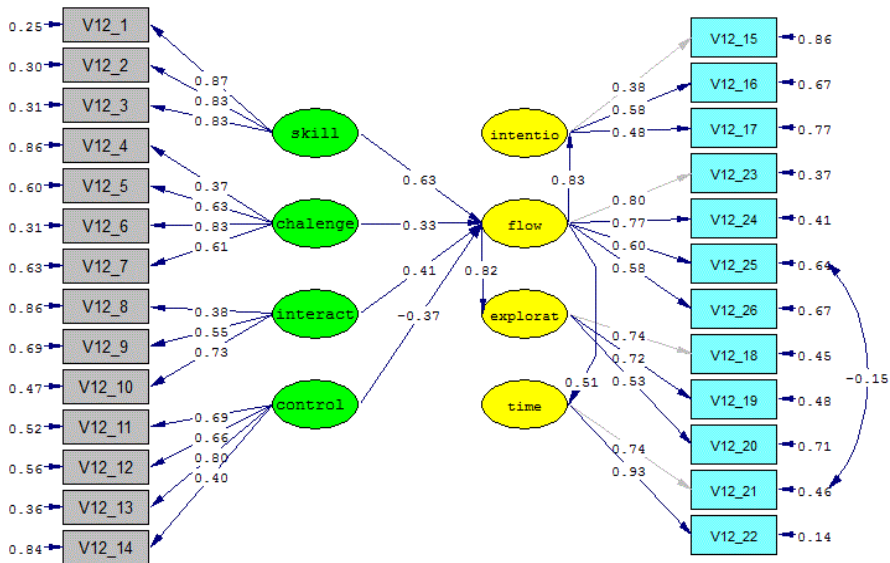 0.25 V12_1
0.30 V12_2
0.31 V12_3
0.86 V12_4
0.60 V12_5
0.31 V12_6
0.63 V12_7
0.86 V12_8
0.69 V12_9
0.47 V12_10
0.52 V12_11
0.56 V12_12
0.36 V12_13
0.84 V12_14
0.87
0.83
0.83
0.37
0.63
0.83
0.61
0.38
0.55
0.73
0.69
0.66
0.80
0.40
skill
chalenge
interact
control
0.63
0.33
0.41
-0.37
intentio
flow
explorat
time
0.83
0.82
0.51
0.38
0.58
0.48
0.80
0.77
0.60
0.58
0.74
0.72
0.53
0.74
0.93
V12_15 0.86
V12_16 0.67
V12_17 0.77
V12_23 0.37
V12_24 0.41
V12_25 0.64
V12_26 0.67
V12_18 0.45
V12_19 0.48
V12_20 0.71
V12_21 0.46
V12_22 0.14
-0.15